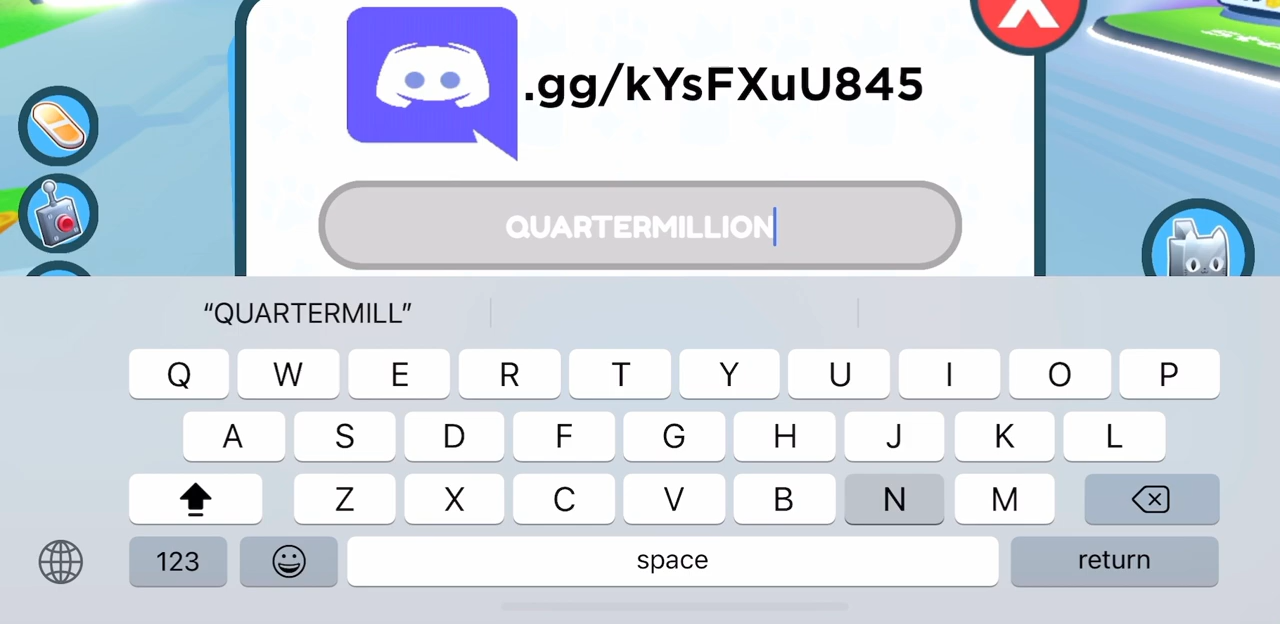 .gg/kYsFXuU845
QUARTERMILLION
“QUARTERMILL”
Q W E R T Y U I O P
A S D F G H J K L
Z X C V B N M
123 space return